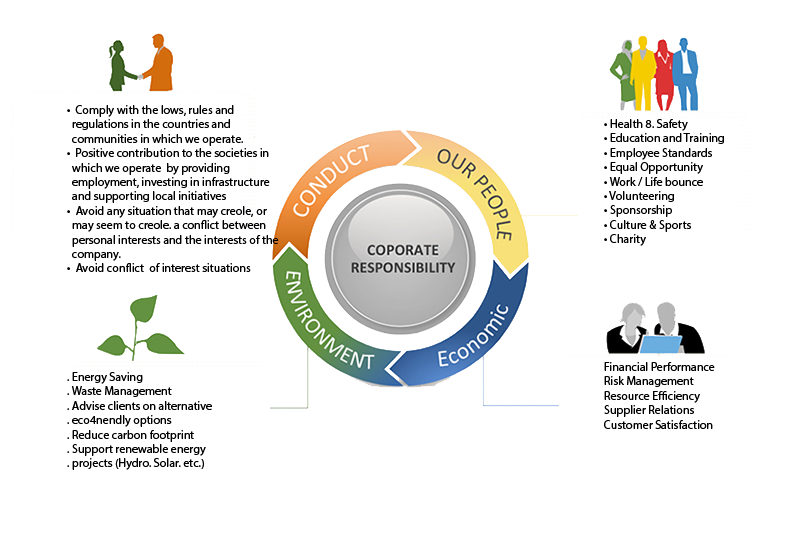 • Comply with the lows, rules and
regulations in the countries and
communities in which we operate.
• Positive contribution to the societies in
which we operate by providing
employment, investing in infrastructure
and supporting local initiatives
• Avoid any situation that may creole, or
may seem to creole. a conflict between
personal interests and the interests of the
company.
• Avoid conflict of interest situations
CONDUCT
OUR PEOPLE
COPORATE
RESPONSIBILITY
ENVIRONMENT
Economic
• Health 8. Safety
• Education and Training
• Employee Standards
• Equal Opportunity
• Work / Life bounce
• Volunteering
• Sponsorship
• Culture & Sports
• Charity
. Energy Saving
. Waste Management
. Advise clients on alternative
. eco4nendly options
. Reduce carbon footprint
. Support renewable energy
. projects (Hydro. Solar. etc.)
Financial Performance
Risk Management
Resource Efficiency
Supplier Relations
Customer Satisfaction